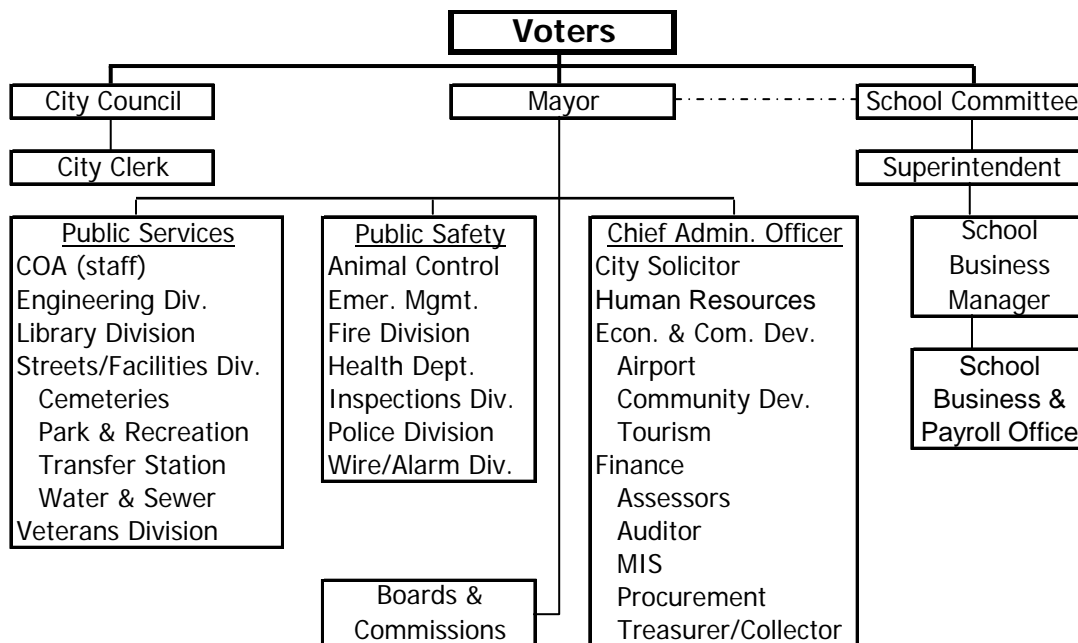 Voters
City Council
Mayor
School Committee
City Clerk
Superintendent
Public Services
COA (staff)
Engineering Div.
Library Division
Streets/Facilities Div.
Cemeteries
Park & Recreation
Transfer Station
Water & Sewer
Veterans Division
Public Safety
Animal Control
Emer. Mgmt.
Fire Division
Health Dept.
Inspections Div.
Police Division
Wire/Alarm Div.
Chief Admin. Officer
City Solicitor
Human Resources
Econ. & Com. Dev.
Airport
Community Dev.
Tourism
Finance
Assessors
Auditor
MIS
Procurement
Treasurer/Collector
School
Business
Manager
School
Business &
Payroll Office
Boards &
Commissions